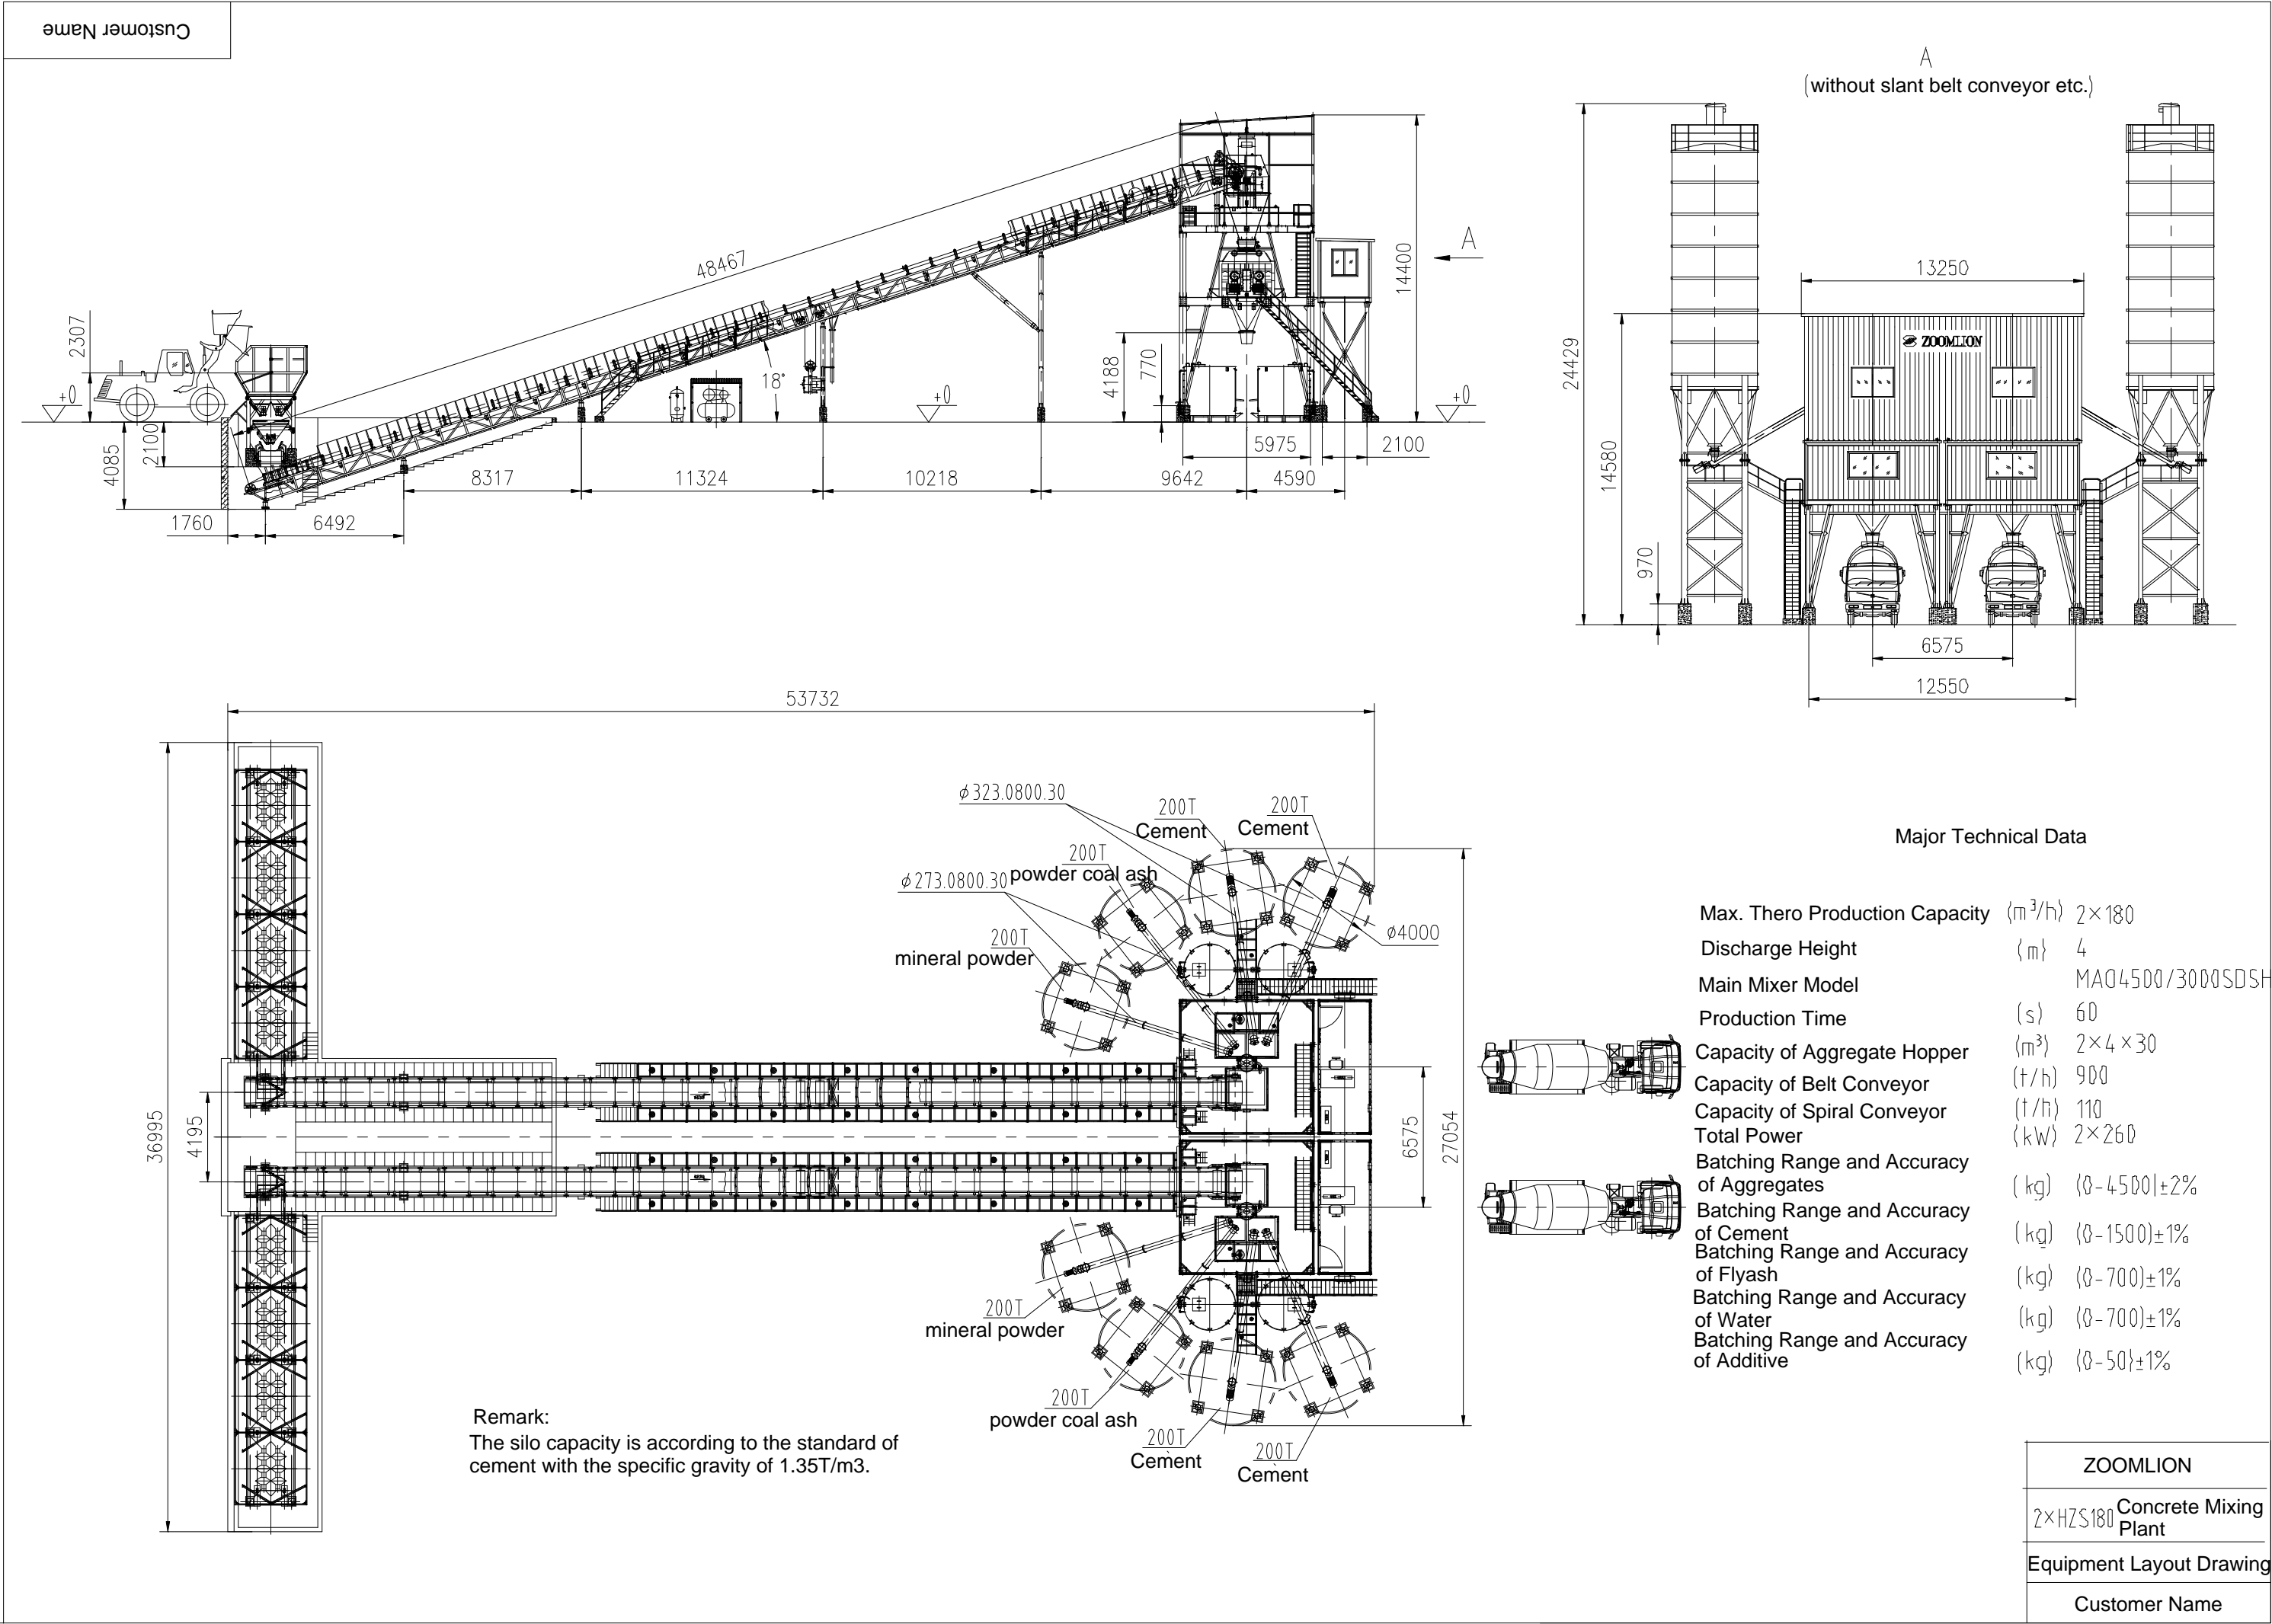 Customer Name
A
(without slant belt conveyor etc.)
48467
14400
A
2307
+0
4085
2100
18°
+0
4188
770
+0
5975
2100
8317
11324
10218
9642
4590
1760
6492
24429
13250
ZOOMLION
14580
970
6575
12550
53732
36995
4195
ϕ323.0800.30
200T
Cement
200T
Cement
200T
powder coal ash
ϕ273.0800.30
200T
mineral powder
ϕ4000
6575
27054
200T
mineral powder
200T
powder coal ash
200T
Cement
200T
Cement
Remark:
The silo capacity is according to the standard of
cement with the specific gravity of 1.35T/m3.
Major Technical Data
Max. Thero Production Capacity (m³/h) 2×180
Discharge Height (m) 4
Main Mixer Model MAO4500/3000SDSH
Production Time (s) 60
Capacity of Aggregate Hopper (m³) 2×4×30
Capacity of Belt Conveyor (t/h) 900
Capacity of Spiral Conveyor (t/h) 110
Total Power (kW) 2×260
Batching Range and Accuracy
of Aggregates (kg) (0-4500)±2%
Batching Range and Accuracy
of Cement (kg) (0-1500)±1%
Batching Range and Accuracy
of Flyash (kg) (0-700)±1%
Batching Range and Accuracy
of Water (kg) (0-700)±1%
Batching Range and Accuracy
of Additive (kg) (0-50)±1%
ZOOMLION
2×HZS180 Concrete Mixing
Plant
Equipment Layout Drawing
Customer Name